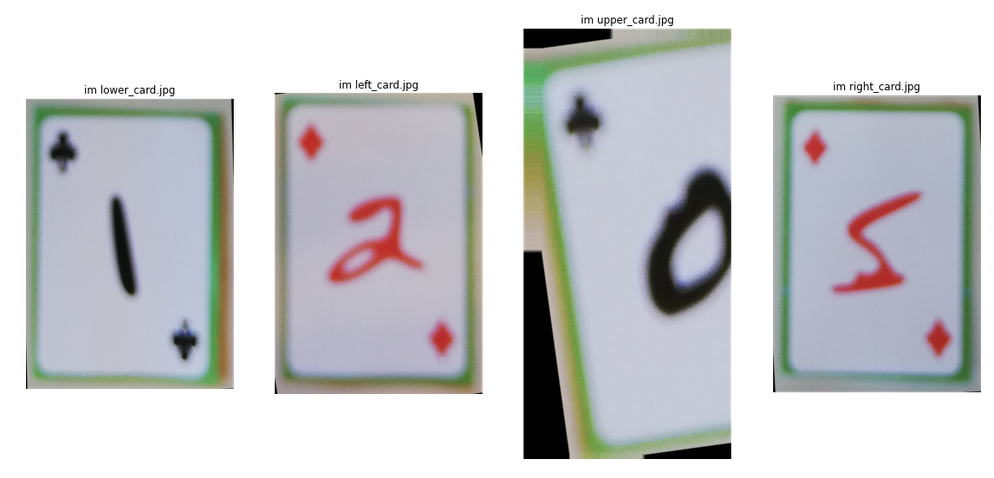 im lower_card.jpg
im left_card.jpg
im upper_card.jpg
im right_card.jpg
1
2
0
5